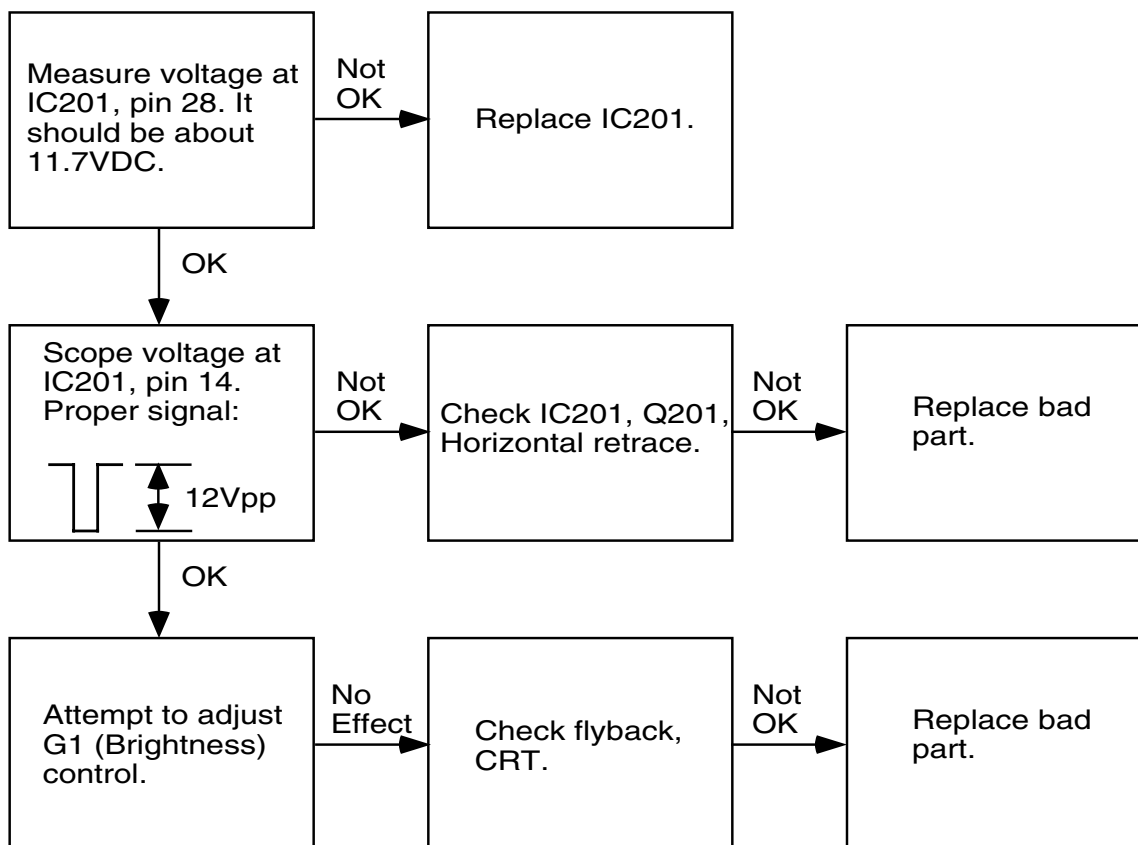 Measure voltage at
IC201, pin 28. It
should be about
11.7VDC.
Not
OK
Replace IC201.
OK
Scope voltage at
IC201, pin 14.
Proper signal:
12Vpp
Not
OK
Check IC201, Q201,
Horizontal retrace.
Not
OK
Replace bad
part.
OK
Attempt to adjust
G1 (Brightness)
control.
No
Effect
Check flyback,
CRT.
Not
OK
Replace bad
part.